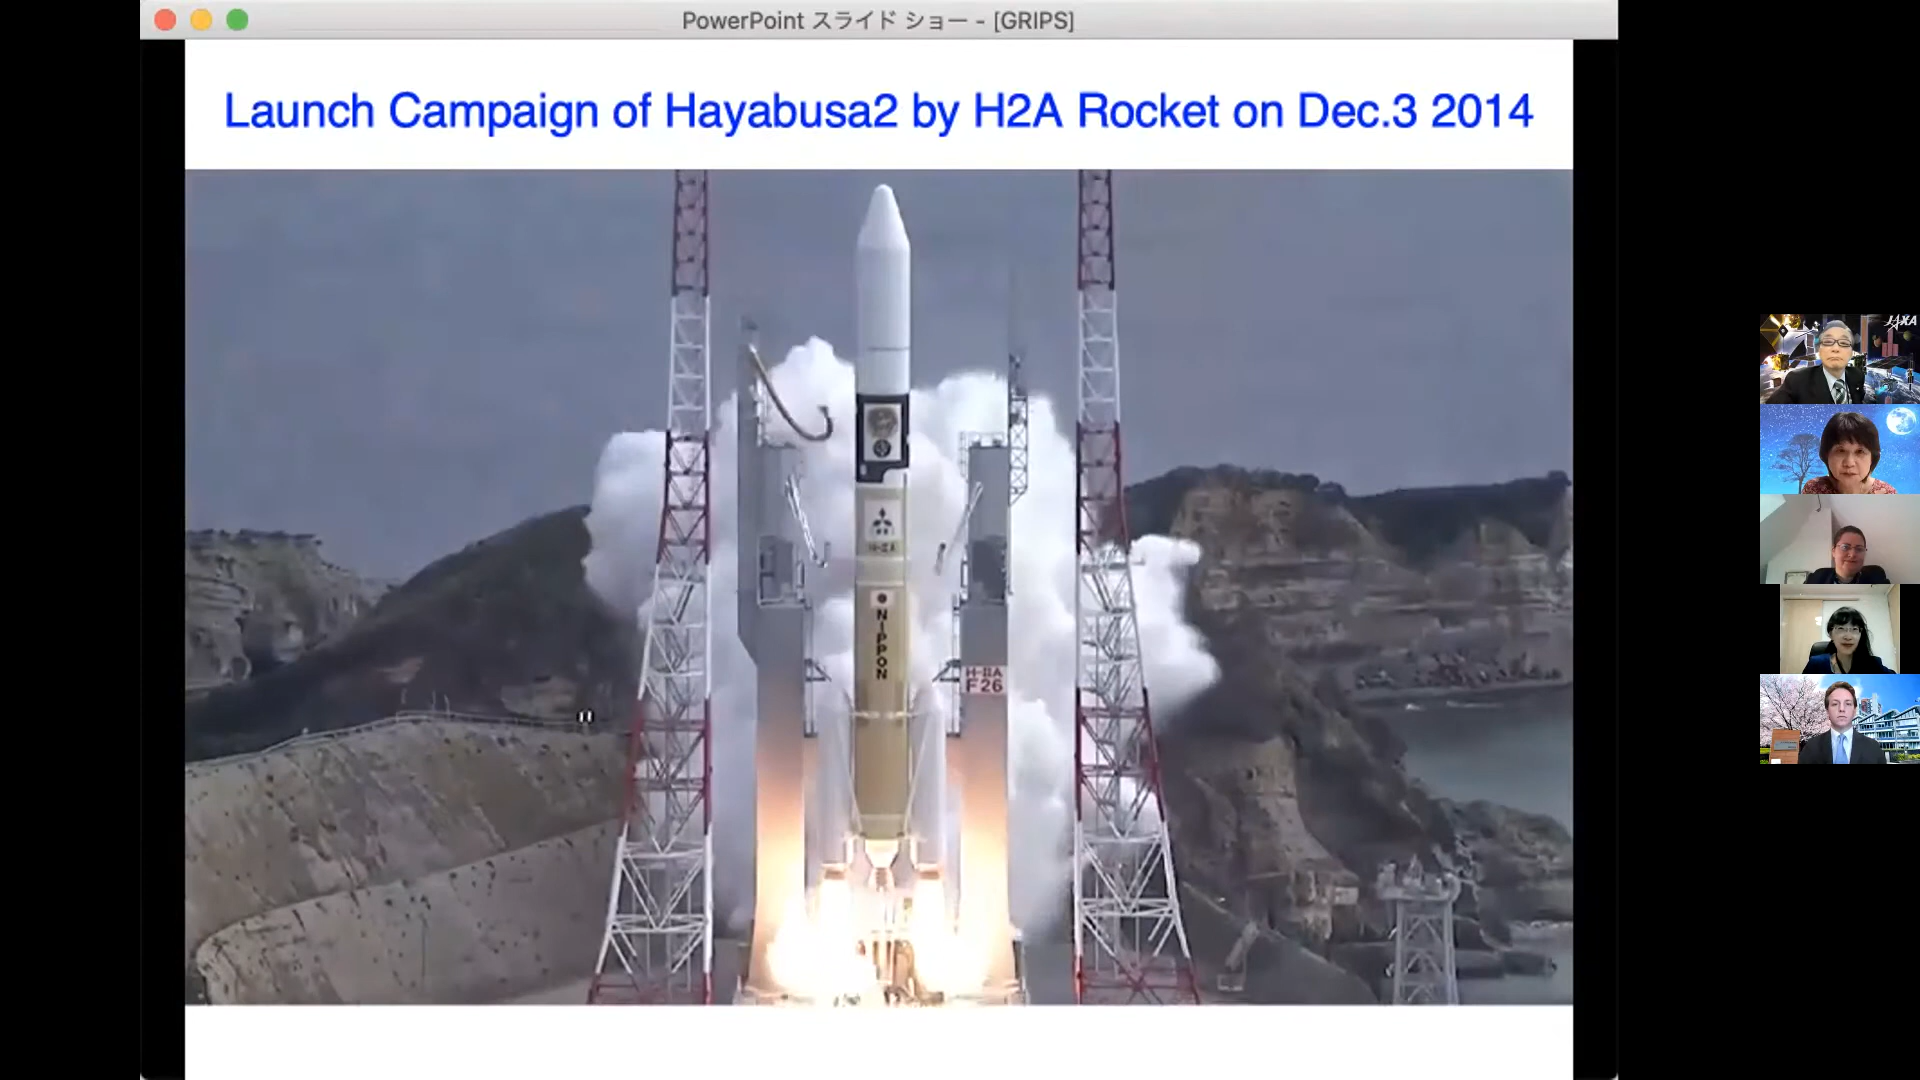 PowerPoint スライド ショー - [GRIPS]
Launch Campaign of Hayabusa2 by H2A Rocket on Dec.3 2014
H-IIA
NIPPON
H-IIA
F26
JAXA